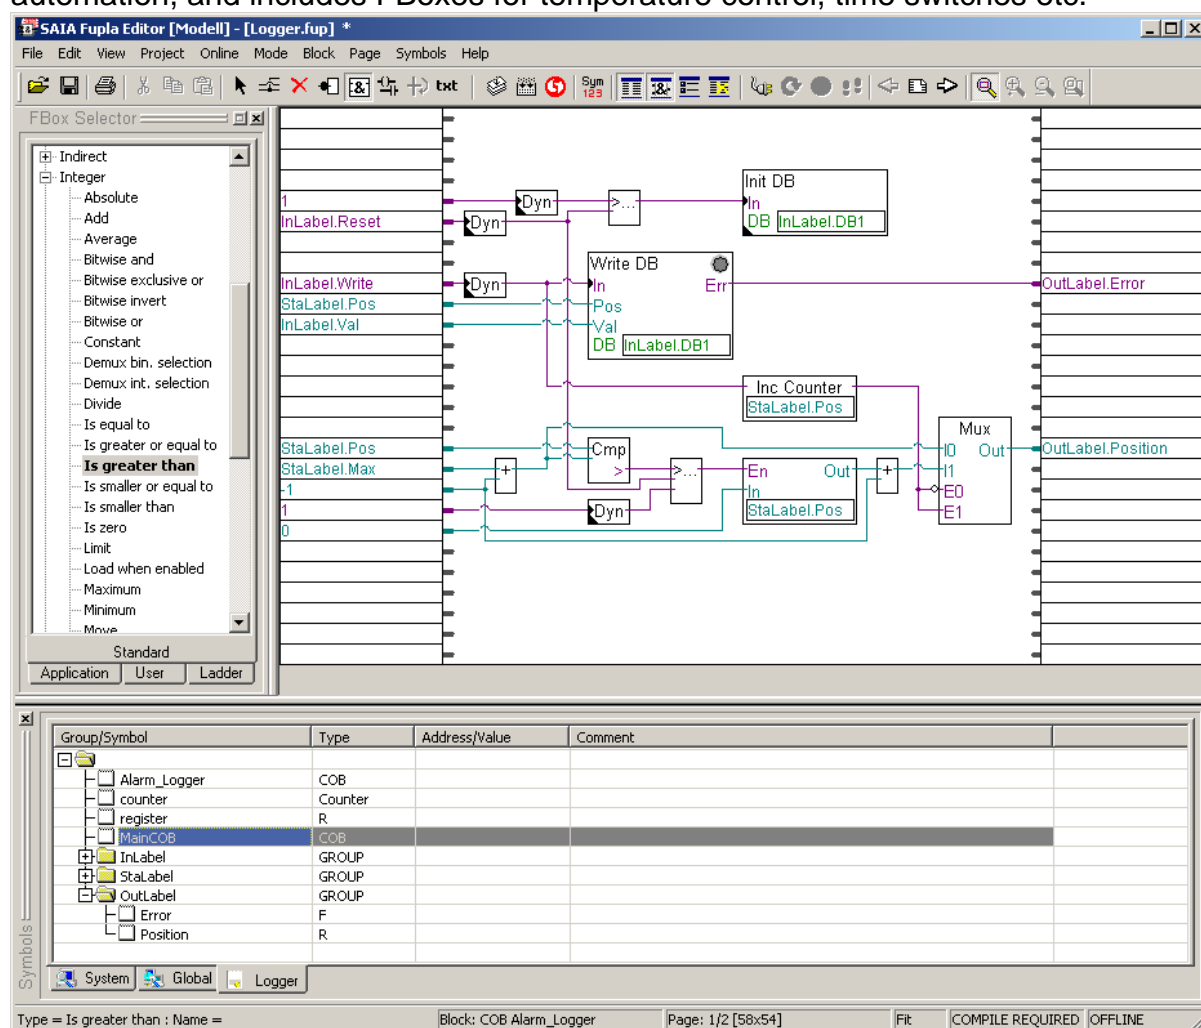 automation, and includes FBoxes for temperature control, time switches etc.
SAIA Fupla Editor [Modell] - [Logger.fup] *
File Edit View Project Online Mode Block Page Symbols Help
txt Sym 123
FBox Selector
Indirect
Integer
Absolute
Add
Average
Bitwise and
Bitwise exclusive or
Bitwise invert
Bitwise or
Constant
Demux bin. selection
Demux int. selection
Divide
Is equal to
Is greater or equal to
Is greater than
Is smaller or equal to
Is smaller than
Is zero
Limit
Load when enabled
Maximum
Minimum
Move
Standard
Application User Ladder
1
InLabel.Reset
InLabel.Write
StaLabel.Pos
InLabel.Val
StaLabel.Pos
StaLabel.Max
-1
1
0
Dyn
>...
Init DB
In
DB InLabel.DB1
Dyn
Dyn
Write DB
In Err
Pos
Val
DB InLabel.DB1
Inc Counter
StaLabel.Pos
+
Cmp
>
>...
Dyn
En Out
In
StaLabel.Pos
+
Mux
I0 Out
I1
E0
E1
OutLabel.Error
OutLabel.Position
Group/Symbol Type Address/Value Comment
Alarm_Logger COB
counter Counter
register R
MainCOB COB
InLabel GROUP
StaLabel GROUP
OutLabel GROUP
Error F
Position R
Symbols
System Global Logger
Type = Is greater than : Name = Block: COB Alarm_Logger Page: 1/2 [58x54] Fit COMPILE REQUIRED OFFLINE